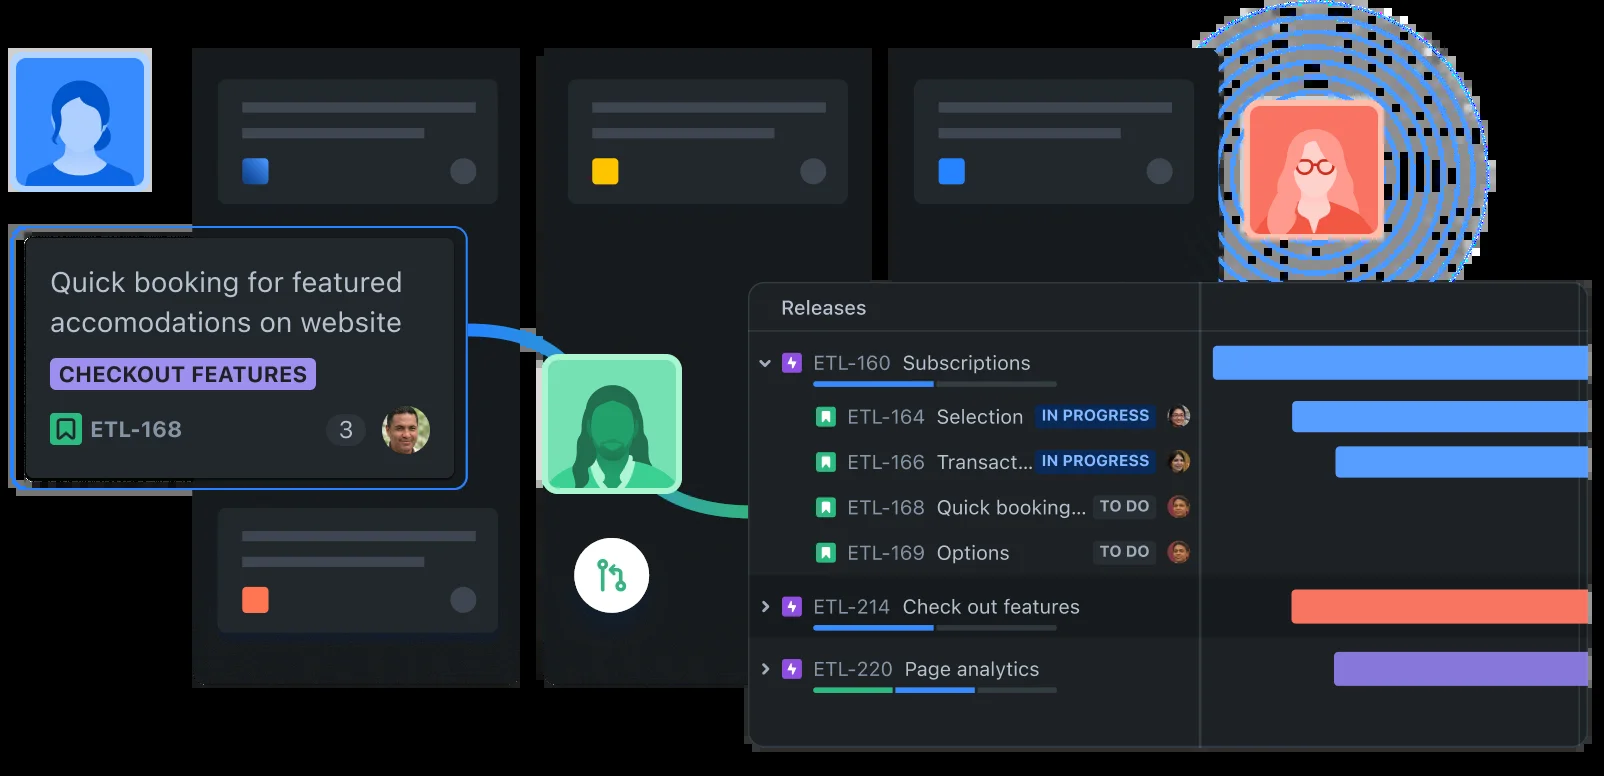 Quick booking for featured
accomodations on website
CHECKOUT FEATURES
ETL-168 3
Releases
ETL-160 Subscriptions
ETL-164 Selection IN PROGRESS
ETL-166 Transact... IN PROGRESS
ETL-168 Quick booking... TO DO
ETL-169 Options TO DO
ETL-214 Check out features
ETL-220 Page analytics